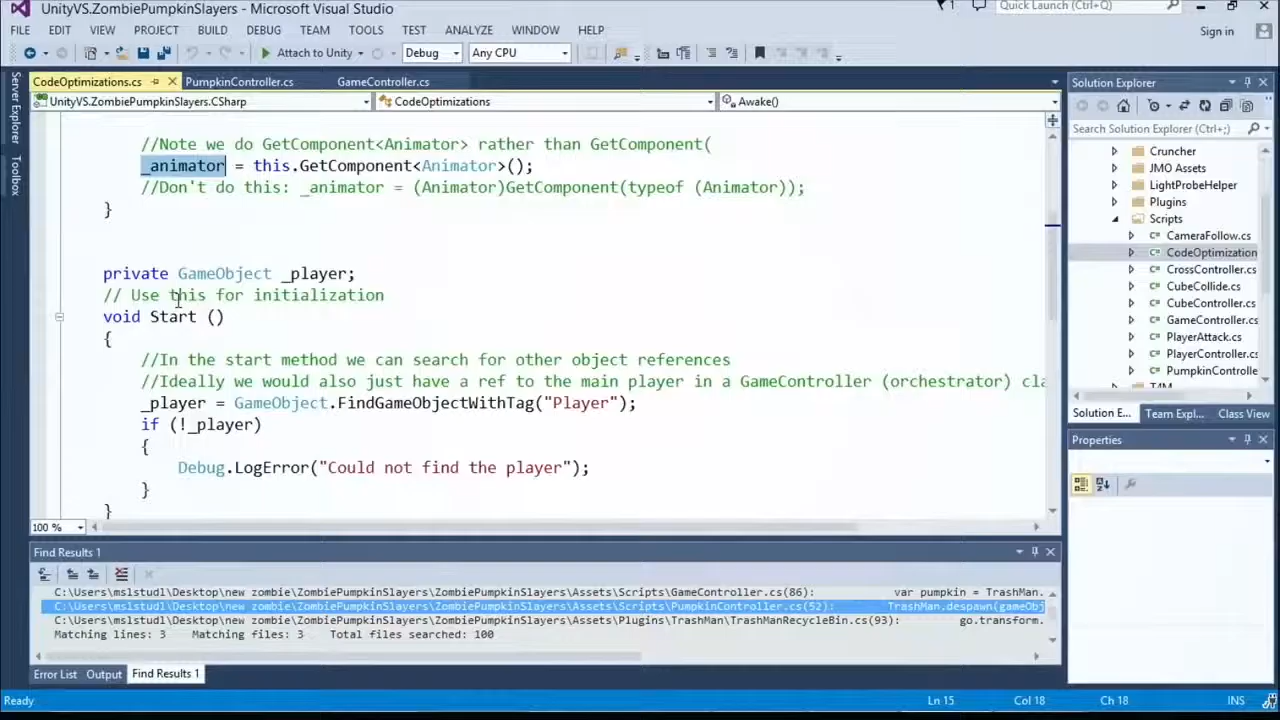 UnityVS.ZombiePumpkinSlayers - Microsoft Visual Studio
1
Quick Launch (Ctrl+;)
FILE EDIT VIEW PROJECT BUILD DEBUG TEAM TOOLS TEST ANALYZE WINDOW HELP
Sign in
Attach to Unity Debug Any CPU
Server Explorer
Toolbox
CodeOptimizations.cs PumpkinController.cs GameController.cs
UnityVS.ZombiePumpkinSlayers.CSharp CodeOptimizations Awake()
//Note we do GetComponent<Animator> rather than GetComponent(
_animator = this.GetComponent<Animator>();
//Don't do this: _animator = (Animator)GetComponent(typeof (Animator));
}
private GameObject _player;
// Use this for initialization
void Start ()
{
//In the start method we can search for other object references
//Ideally we would also just have a ref to the main player in a GameController (orchestrator) cla
_player = GameObject.FindGameObjectWithTag("Player");
if (!_player)
{
Debug.LogError("Could not find the player");
}
}
100 %
Solution Explorer
Search Solution Explorer (Ctrl+;)
Cruncher
JMO Assets
LightProbeHelper
Plugins
Scripts
CameraFollow.cs
CodeOptimization
CrossController.cs
CubeCollide.cs
CubeController.cs
GameController.cs
PlayerAttack.cs
PlayerController.cs
PumpkinControlle
T4M
Solution E... Team Expl... Class View
Properties
Find Results 1
C:\Users\mslstudl\Desktop\new zombie\ZombiePumpkinSlayers\ZombiePumpkinSlayers\Assets\Scripts\GameController.cs(86): var pumpkin = TrashMan.
C:\Users\mslstudl\Desktop\new zombie\ZombiePumpkinSlayers\ZombiePumpkinSlayers\Assets\Scripts\PumpkinController.cs(52): TrashMan.despawn(gameObj
C:\Users\mslstudl\Desktop\new zombie\ZombiePumpkinSlayers\ZombiePumpkinSlayers\Assets\Plugins\TrashMan\TrashManRecycleBin.cs(93): go.transform.
Matching lines: 3 Matching files: 3 Total files searched: 100
Error List Output Find Results 1
Ready Ln 15 Col 18 Ch 18 INS